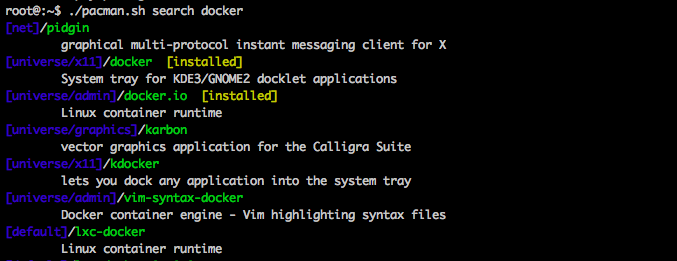 root@:~$ ./pacman.sh search docker
[net]/pidgin
graphical multi-protocol instant messaging client for X
[universe/x11]/docker [installed]
System tray for KDE3/GNOME2 docklet applications
[universe/admin]/docker.io [installed]
Linux container runtime
[universe/graphics]/karbon
vector graphics application for the Calligra Suite
[universe/x11]/kdocker
lets you dock any application into the system tray
[universe/admin]/vim-syntax-docker
Docker container engine - Vim highlighting syntax files
[default]/lxc-docker
Linux container runtime